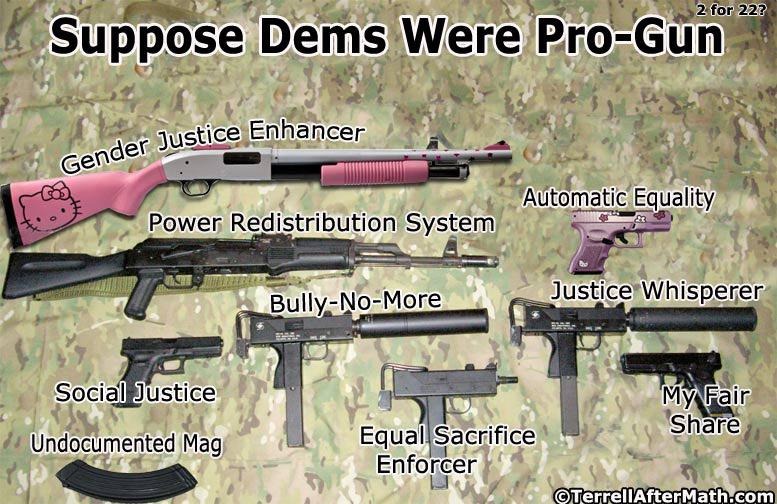 2 for 22?
Suppose Dems Were Pro-Gun
Gender Justice Enhancer
Automatic Equality
Power Redistribution System
Bully-No-More
Justice Whisperer
Social Justice
My Fair
Share
Undocumented Mag
Equal Sacrifice
Enforcer
©TerrellAfterMath.com